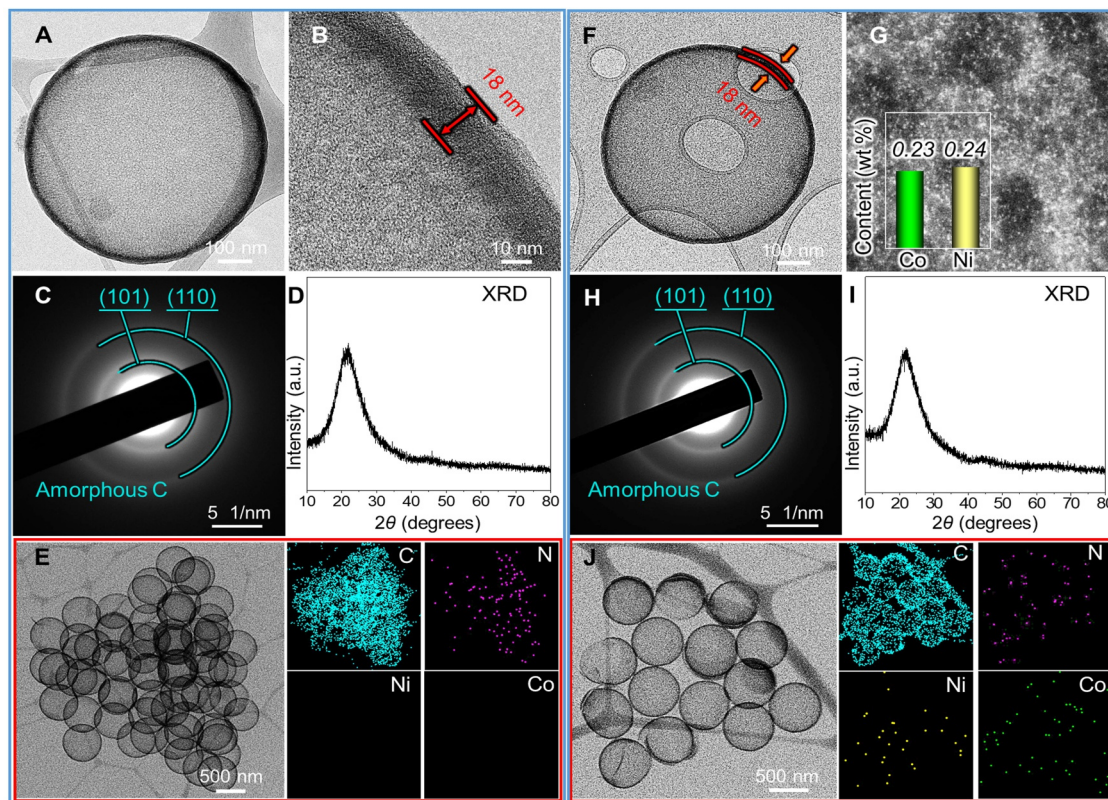 A
100 nm
B
18 nm
10 nm
C
(101) (110)
Amorphous C
5 1/nm
D
XRD
Intensity (a.u.)
10 20 30 40 50 60 70 80
2θ (degrees)
E
500 nm
C
N
Ni
Co
F
18 nm
100 nm
G
Content (wt %)
0.23 0.24
Co Ni
H
(101) (110)
Amorphous C
5 1/nm
I
XRD
Intensity (a.u.)
10 20 30 40 50 60 70 80
2θ (degrees)
J
500 nm
C
N
Ni
Co